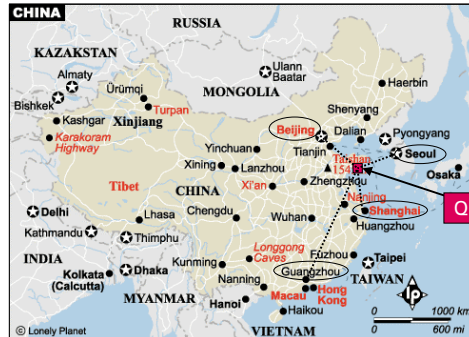 CHINA
RUSSIA
KAZAKSTAN
Ulann
Baatar
Almaty
Haerbin
MONGOLIA
Bishkek
Ürümqi
Turpan
Shenyang
Kashgar
Xinjiang
Beijing
Dalian
Pyongyang
Karakoram
Highway
Yinchuan
Tianjin
Seoul
Xining
Lanzhou
Taishan
154
Osaka
Tibet
CHINA
Xi'an
Zhengzhou
Q
Nanjing
Delhi
Lhasa
Chengdu
Wuhan
Shanghai
Kathmandu
Thimphu
Huangzhou
Longgong
Caves
Fuzhou
Taipei
INDIA
Dhaka
Kunming
Guangzhou
TAIWAN
Kolkata
(Calcutta)
Nanning
Macau
Hong
Kong
lp
MYANMAR
Hanoi
Haikou
0 1000 km
0 600 mi
© Lonely Planet
VIETNAM